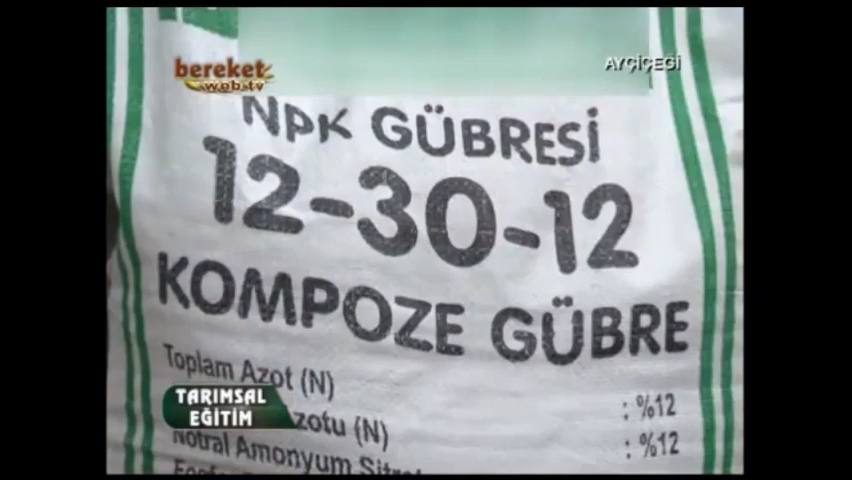 bereket
w.ob.tv
AYÇİÇEĞİ
NPK GÜBRESİ
12-30-12
KOMPOZE GÜBRE
Toplam Azot (N)
: %12
TARIMSAL
EĞİTİM
zotu (N)
: %12
Nötral Amonyum Sitrat